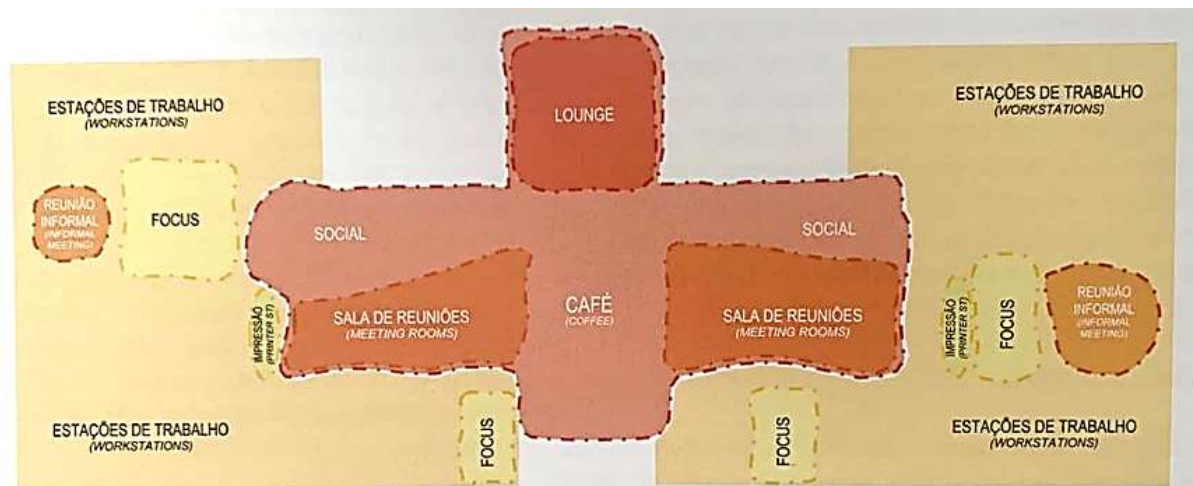 ESTAÇÕES DE TRABALHO
(WORKSTATIONS)
LOUNGE
ESTAÇÕES DE TRABALHO
(WORKSTATIONS)
REUNIÃO
INFORMAL
(INFORMAL
MEETING)
FOCUS
SOCIAL
SOCIAL
IMPRESSÃO
(PRINTER ST)
SALA DE REUNIÕES
(MEETING ROOMS)
CAFÉ
(COFFEE)
SALA DE REUNIÕES
(MEETING ROOMS)
IMPRESSÃO
(PRINTER ST)
FOCUS
REUNIÃO
INFORMAL
(INFORMAL
MEETING)
ESTAÇÕES DE TRABALHO
(WORKSTATIONS)
FOCUS
FOCUS
ESTAÇÕES DE TRABALHO
(WORKSTATIONS)